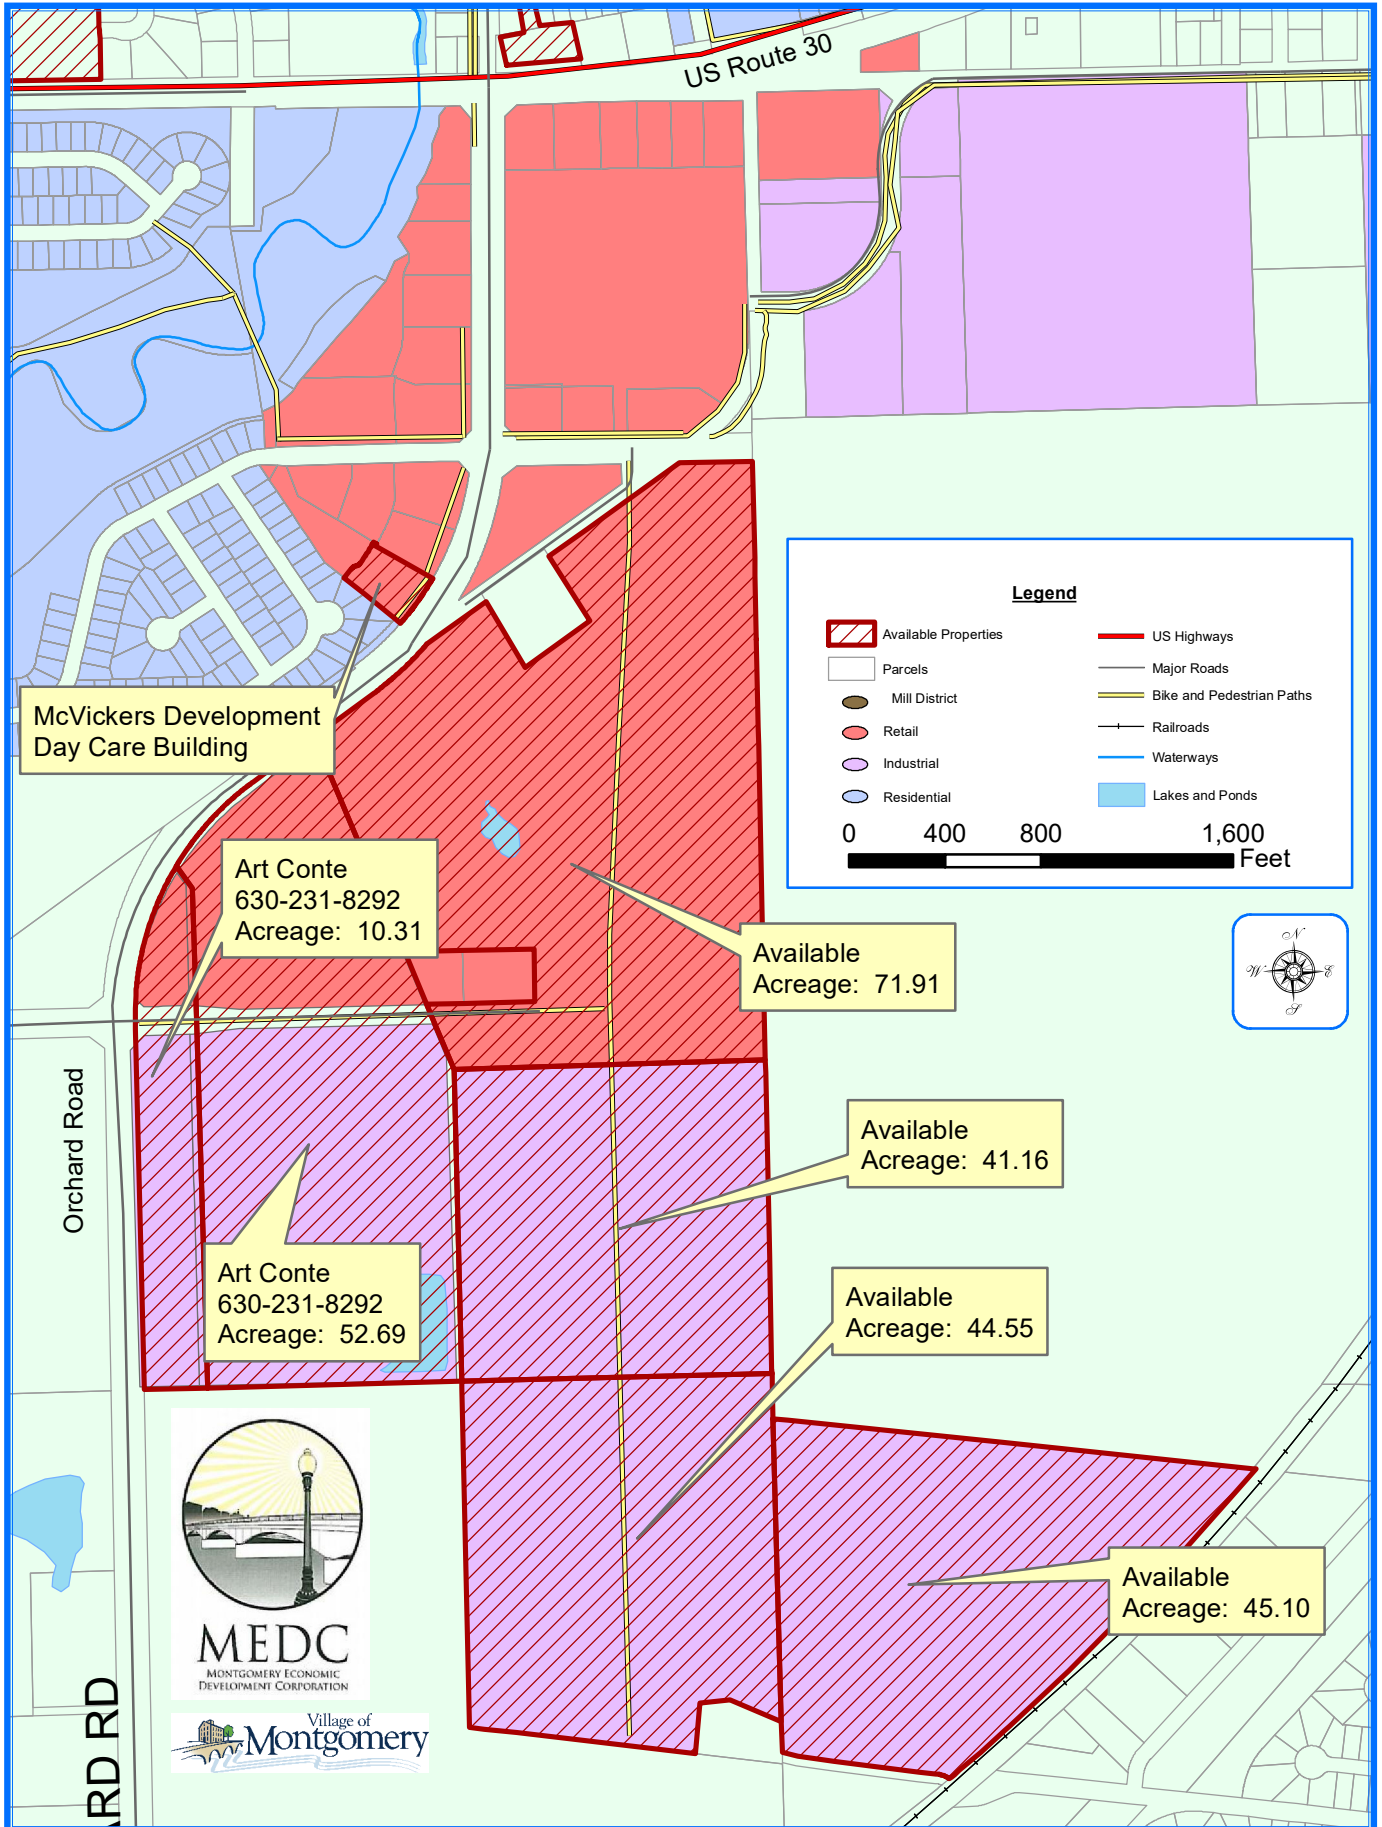 US Route 30
Legend
Available Properties
Parcels
Mill District
Retail
Industrial
Residential
US Highways
Major Roads
Bike and Pedestrian Paths
Railroads
Waterways
Lakes and Ponds
0 400 800 1,600
Feet
McVickers Development
Day Care Building
Art Conte
630-231-8292
Acreage: 10.31
Available
Acreage: 71.91
N
W E
S
Orchard Road
Available
Acreage: 41.16
Art Conte
630-231-8292
Acreage: 52.69
Available
Acreage: 44.55
Available
Acreage: 45.10
MEDC
MONTGOMERY ECONOMIC
DEVELOPMENT CORPORATION
Village of
Montgomery
ARD RD